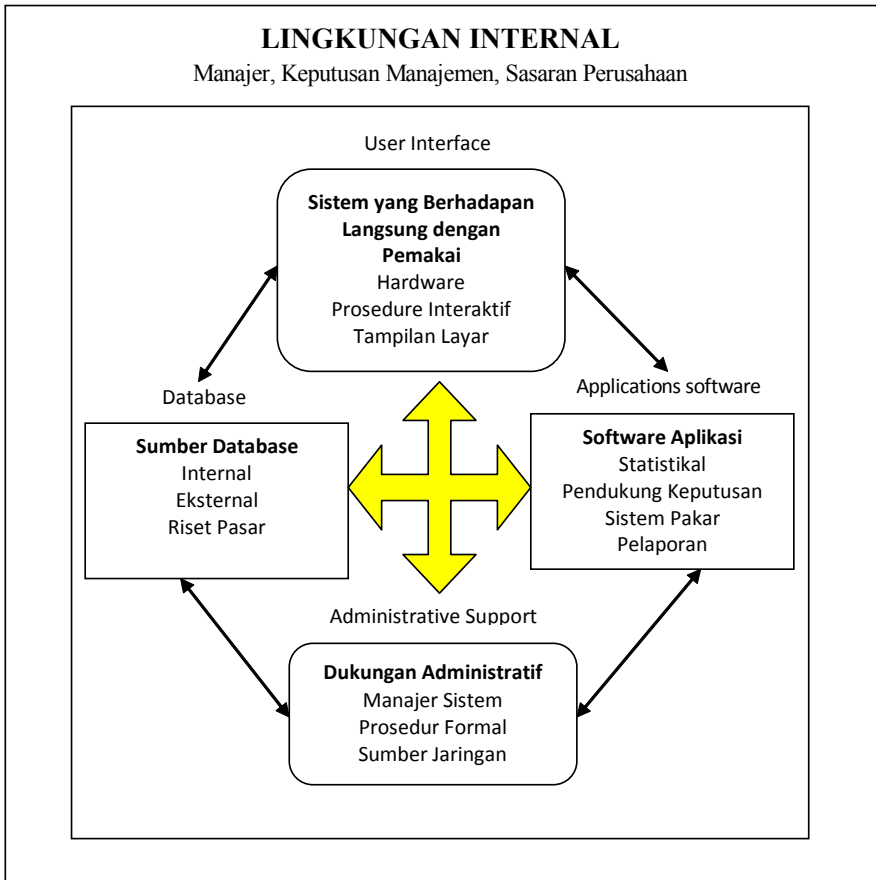 LINGKUNGAN INTERNAL
Manajer, Keputusan Manajemen, Sasaran Perusahaan
User Interface
Sistem yang Berhadapan
Langsung dengan
Pemakai
Hardware
Prosedure Interaktif
Tampilan Layar
Database
Sumber Database
Internal
Eksternal
Riset Pasar
Applications software
Software Aplikasi
Statistikal
Pendukung Keputusan
Sistem Pakar
Pelaporan
Administrative Support
Dukungan Administratif
Manajer Sistem
Prosedur Formal
Sumber Jaringan